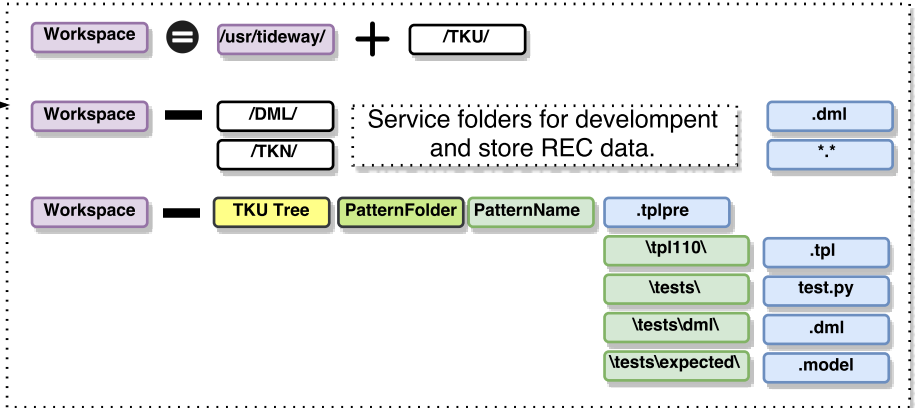 Workspace = /usr/tideway/ + /TKU/
Workspace - /DML/ Service folders for develompent .dml
/TKN/ and store REC data. *.*
Workspace - TKU Tree PatternFolder PatternName .tplpre
\tpl110\ .tpl
\tests\ test.py
\tests\dml\ .dml
\tests\expected\ .model